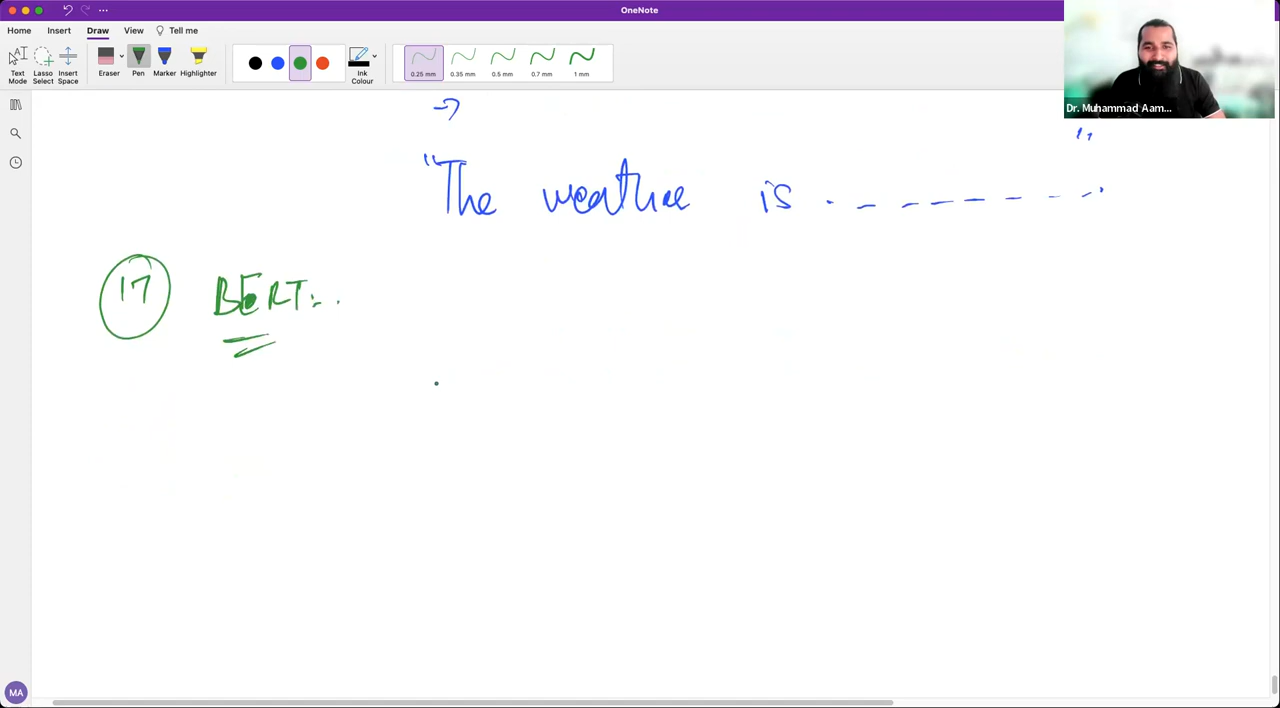 OneNote
Home Insert Draw View Tell me
Text Mode
Lasso Select
Insert Space
Eraser
Pen
Marker
Highlighter
Ink Colour
0.25 mm
0.35 mm
0.5 mm
0.7 mm
1 mm
Dr. Muhammad Aam...
→
"The weather is . - - - - - - - "
17 BERT:-.
MA